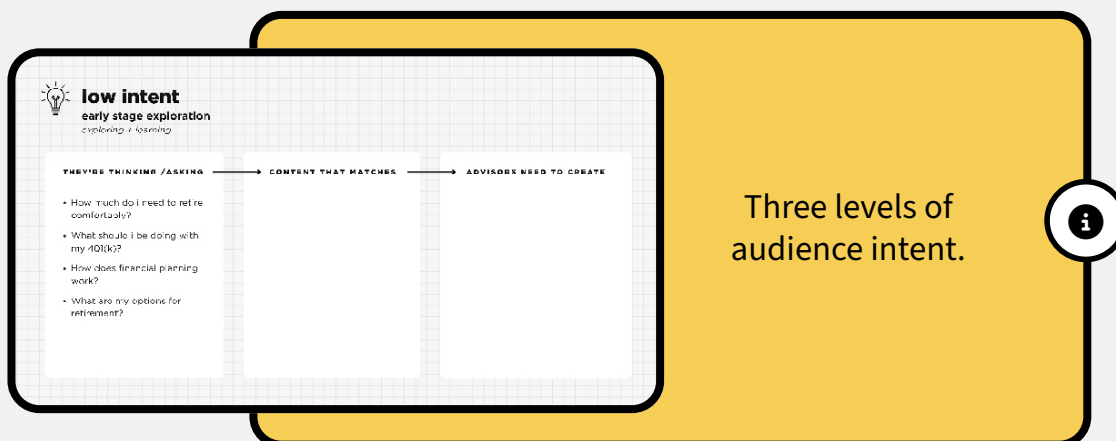 low intent
early stage exploration
exploring + learning
THEY'RE THINKING /ASKING
CONTENT THAT MATCHES
ADVISORS NEED TO CREATE
• How much do i need to retire
comfortably?
• What should i be doing with
my 401(k)?
• How does financial planning
work?
• What are my options for
retirement?
Three levels of
audience intent.